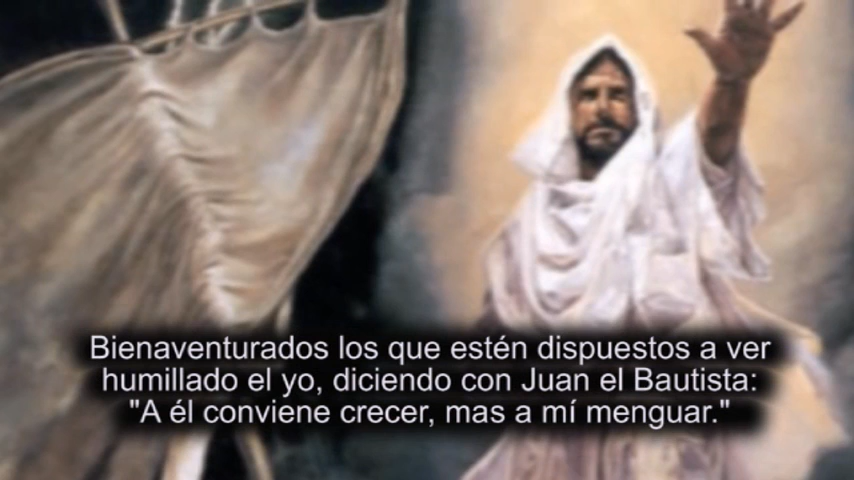 Bienaventurados los que estén dispuestos a ver
humillado el yo, diciendo con Juan el Bautista:
"A él conviene crecer, mas a mí menguar."